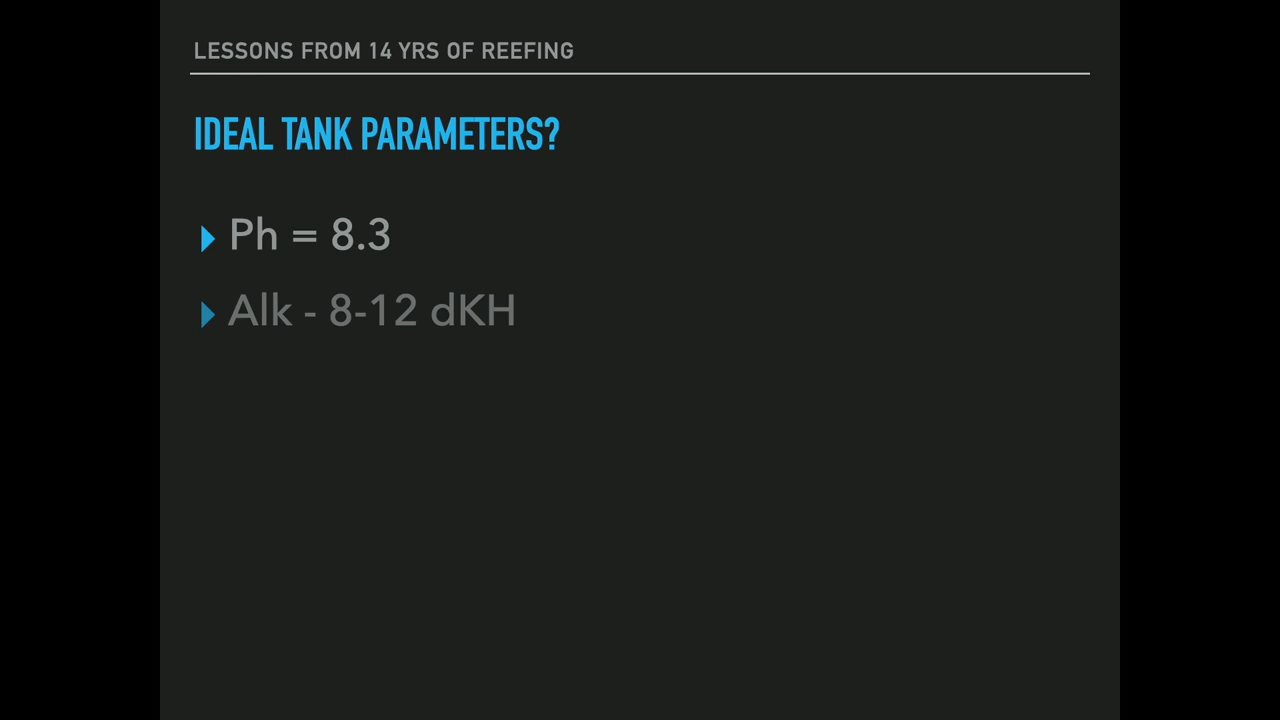 LESSONS FROM 14 YRS OF REEFING
IDEAL TANK PARAMETERS?
Ph = 8.3
Alk - 8-12 dKH